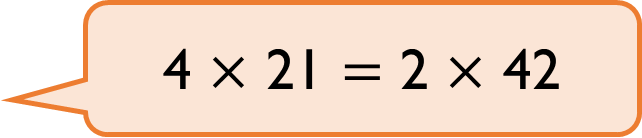 4 × 21 = 2 × 42